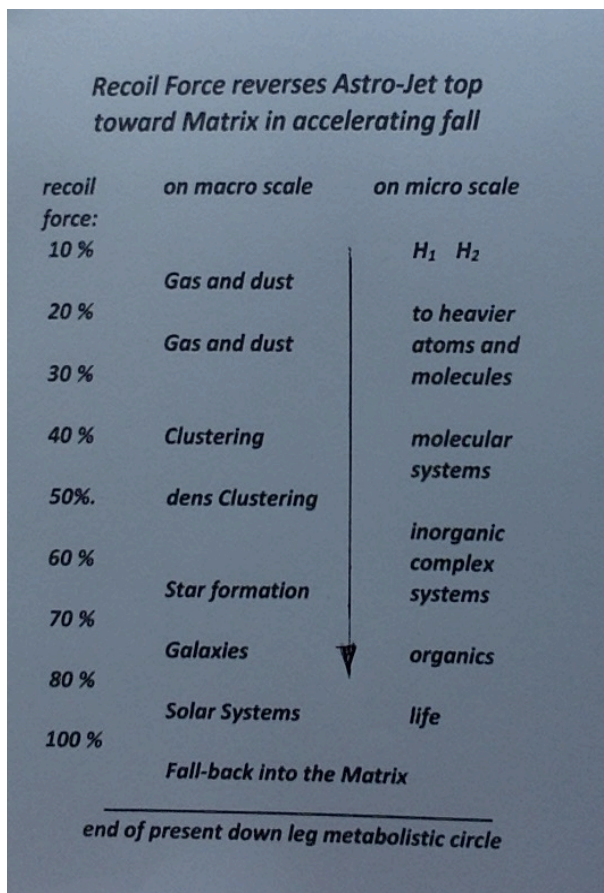 Recoil Force reverses Astro-Jet top
toward Matrix in accelerating fall
recoil on macro scale on micro scale
force:
10 % H₁ H₂
Gas and dust
20 % to heavier
Gas and dust atoms and
30 % molecules
40 % Clustering molecular
systems
50%. dens Clustering
inorganic
60 % complex
Star formation systems
70 %
Galaxies organics
80 %
Solar Systems life
100 %
Fall-back into the Matrix
end of present down leg metabolistic circle